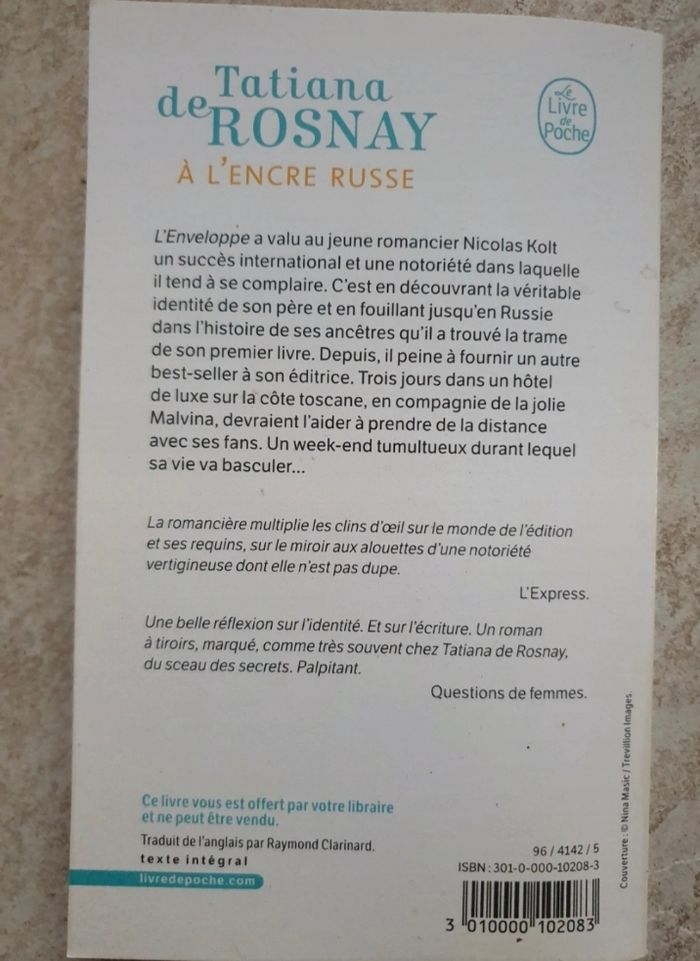 Tatiana
de ROSNAY
À L'ENCRE RUSSE
Le
Livre
de
Poche
L'Enveloppe a valu au jeune romancier Nicolas Kolt
un succès international et une notoriété dans laquelle
il tend à se complaire. C'est en découvrant la véritable
identité de son père et en fouillant jusqu'en Russie
dans l'histoire de ses ancêtres qu'il a trouvé la trame
de son premier livre. Depuis, il peine à fournir un autre
best-seller à son éditrice. Trois jours dans un hôtel
de luxe sur la côte toscane, en compagnie de la jolie
Malvina, devraient l'aider à prendre de la distance
avec ses fans. Un week-end tumultueux durant lequel
sa vie va basculer...
La romancière multiplie les clins d'œil sur le monde de l'édition
et ses requins, sur le miroir aux alouettes d'une notoriété
vertigineuse dont elle n'est pas dupe.
L'Express.
Une belle réflexion sur l'identité. Et sur l'écriture. Un roman
à tiroirs, marqué, comme très souvent chez Tatiana de Rosnay,
du sceau des secrets. Palpitant.
Questions de femmes.
Couverture : © Nina Masic / Trevillion Images.
Ce livre vous est offert par votre libraire
et ne peut être vendu.
Traduit de l'anglais par Raymond Clarinard.
texte intégral
livredepoche.com
96 / 4142 / 5
ISBN : 301-0-000-10208-3
3 010000 102083